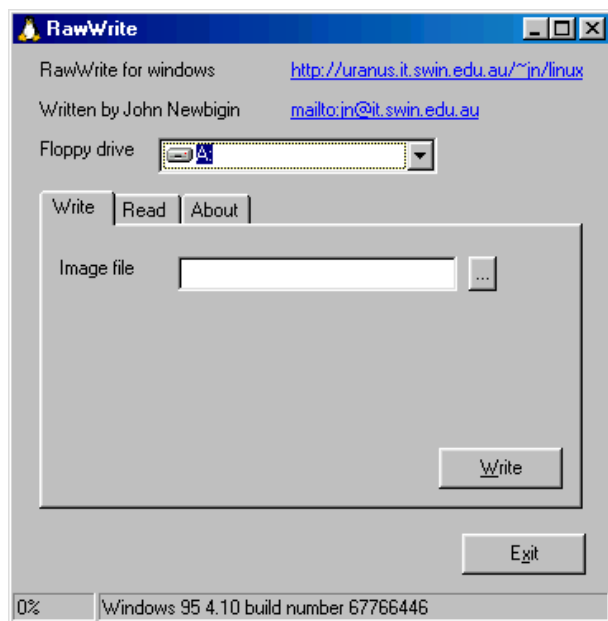 RawWrite
RawWrite for windows http://uranus.it.swin.edu.au/~jn/linux
Written by John Newbigin mailto:jn@it.swin.edu.au
Floppy drive A:
Write Read About
Image file ...
Write
Exit
0% Windows 95 4.10 build number 67766446